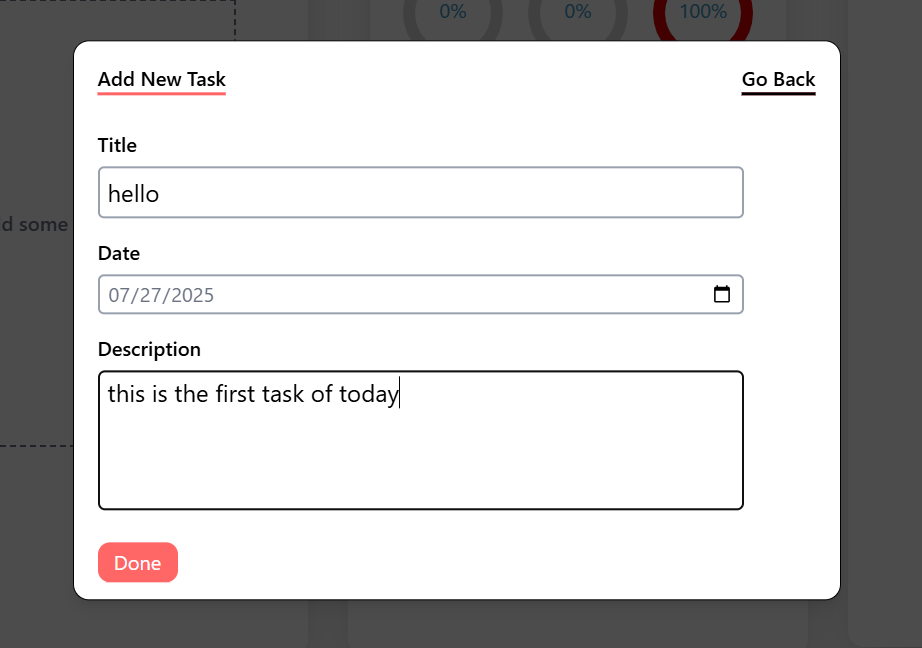 0% 0% 100%
Add New Task Go Back
Title
hello
Date
07/27/2025
d some
Description
this is the first task of today
Done